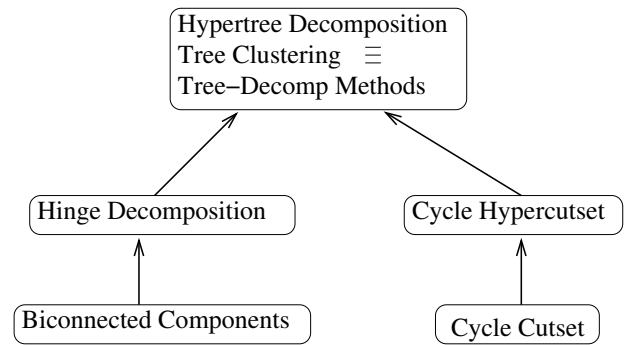 Hypertree Decomposition
Tree Clustering ≡
Tree−Decomp Methods
Hinge Decomposition
Cycle Hypercutset
Biconnected Components
Cycle Cutset